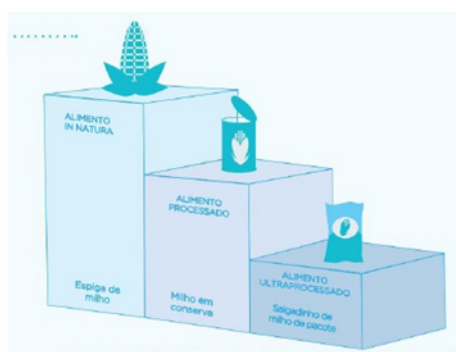 ALIMENTO
IN NATURA
Espiga de
milho
ALIMENTO
PROCESSADO
Milho em
conserva
ALIMENTO
ULTRAPROCESSADO
Salgadinho de
milho de pacote